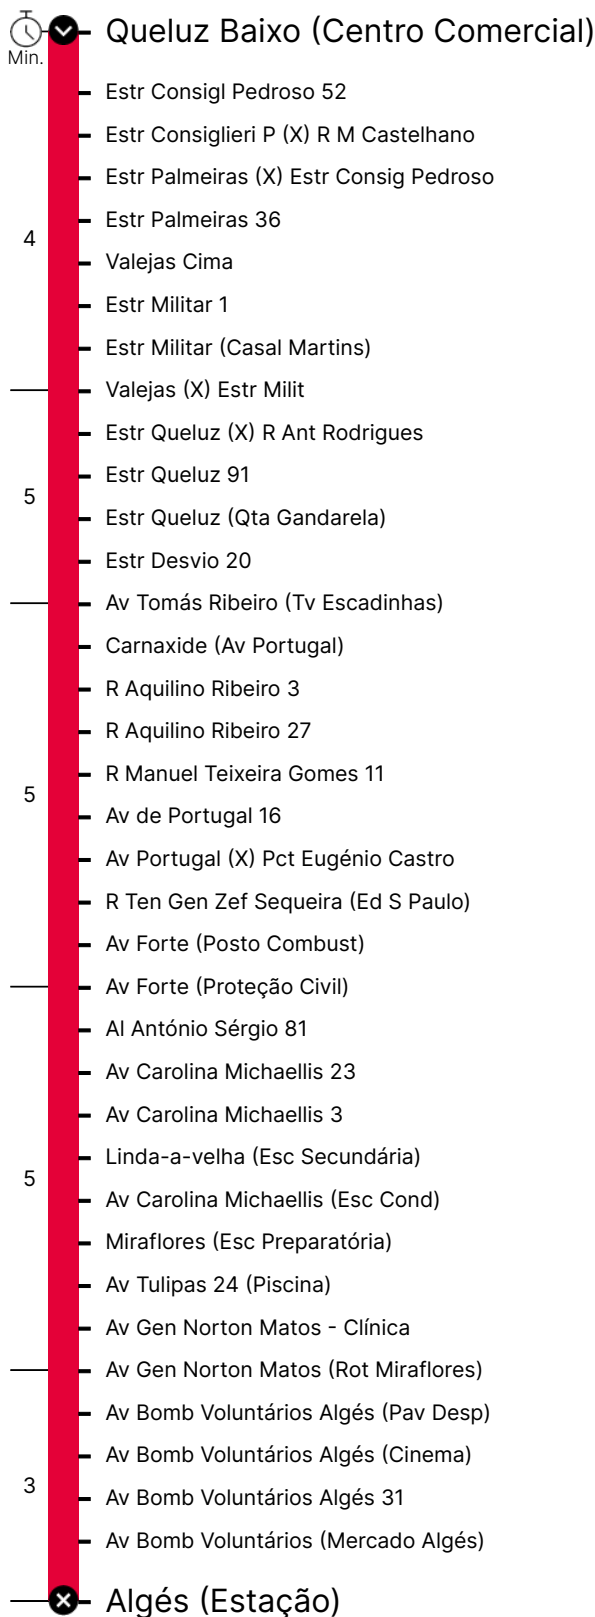 Queluz Baixo (Centro Comercial)
Min.
Estr Consigl Pedroso 52
Estr Consiglieri P (X) R M Castelhano
Estr Palmeiras (X) Estr Consig Pedroso
Estr Palmeiras 36
4
Valejas Cima
Estr Militar 1
Estr Militar (Casal Martins)
Valejas (X) Estr Milit
Estr Queluz (X) R Ant Rodrigues
Estr Queluz 91
5
Estr Queluz (Qta Gandarela)
Estr Desvio 20
Av Tomás Ribeiro (Tv Escadinhas)
Carnaxide (Av Portugal)
R Aquilino Ribeiro 3
R Aquilino Ribeiro 27
R Manuel Teixeira Gomes 11
5
Av de Portugal 16
Av Portugal (X) Pct Eugénio Castro
R Ten Gen Zef Sequeira (Ed S Paulo)
Av Forte (Posto Combust)
Av Forte (Proteção Civil)
Al António Sérgio 81
Av Carolina Michaellis 23
Av Carolina Michaellis 3
Linda-a-velha (Esc Secundária)
5
Av Carolina Michaellis (Esc Cond)
Miraflores (Esc Preparatória)
Av Tulipas 24 (Piscina)
Av Gen Norton Matos - Clínica
Av Gen Norton Matos (Rot Miraflores)
Av Bomb Voluntários Algés (Pav Desp)
Av Bomb Voluntários Algés (Cinema)
3
Av Bomb Voluntários Algés 31
Av Bomb Voluntários (Mercado Algés)
Algés (Estação)